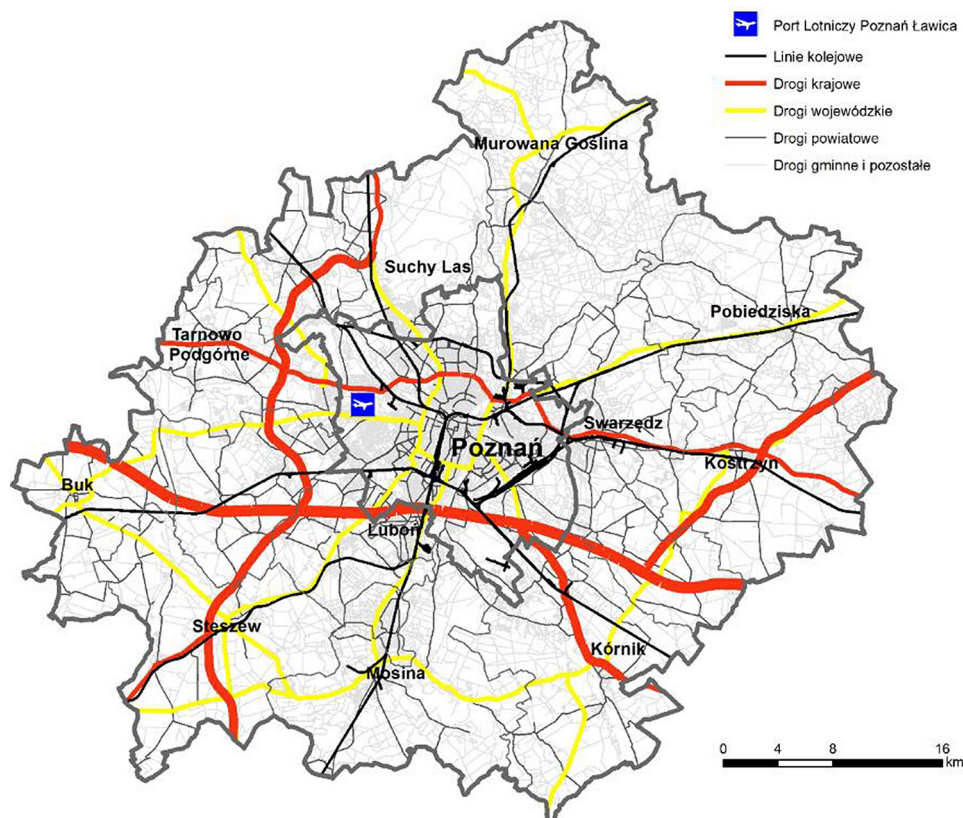 Port Lotniczy Poznań Ławica
Linie kolejowe
Drogi krajowe
Drogi wojewódzkie
Drogi powiatowe
Drogi gminne i pozostałe
Murowana Goślina
Suchy Las
Pobiedziska
Tarnowo
Podgórne
Swarzędz
Poznań
Kostrzyn
Buk
Luboń
Stęszew
Kórnik
Mosina
0 4 8 16
km